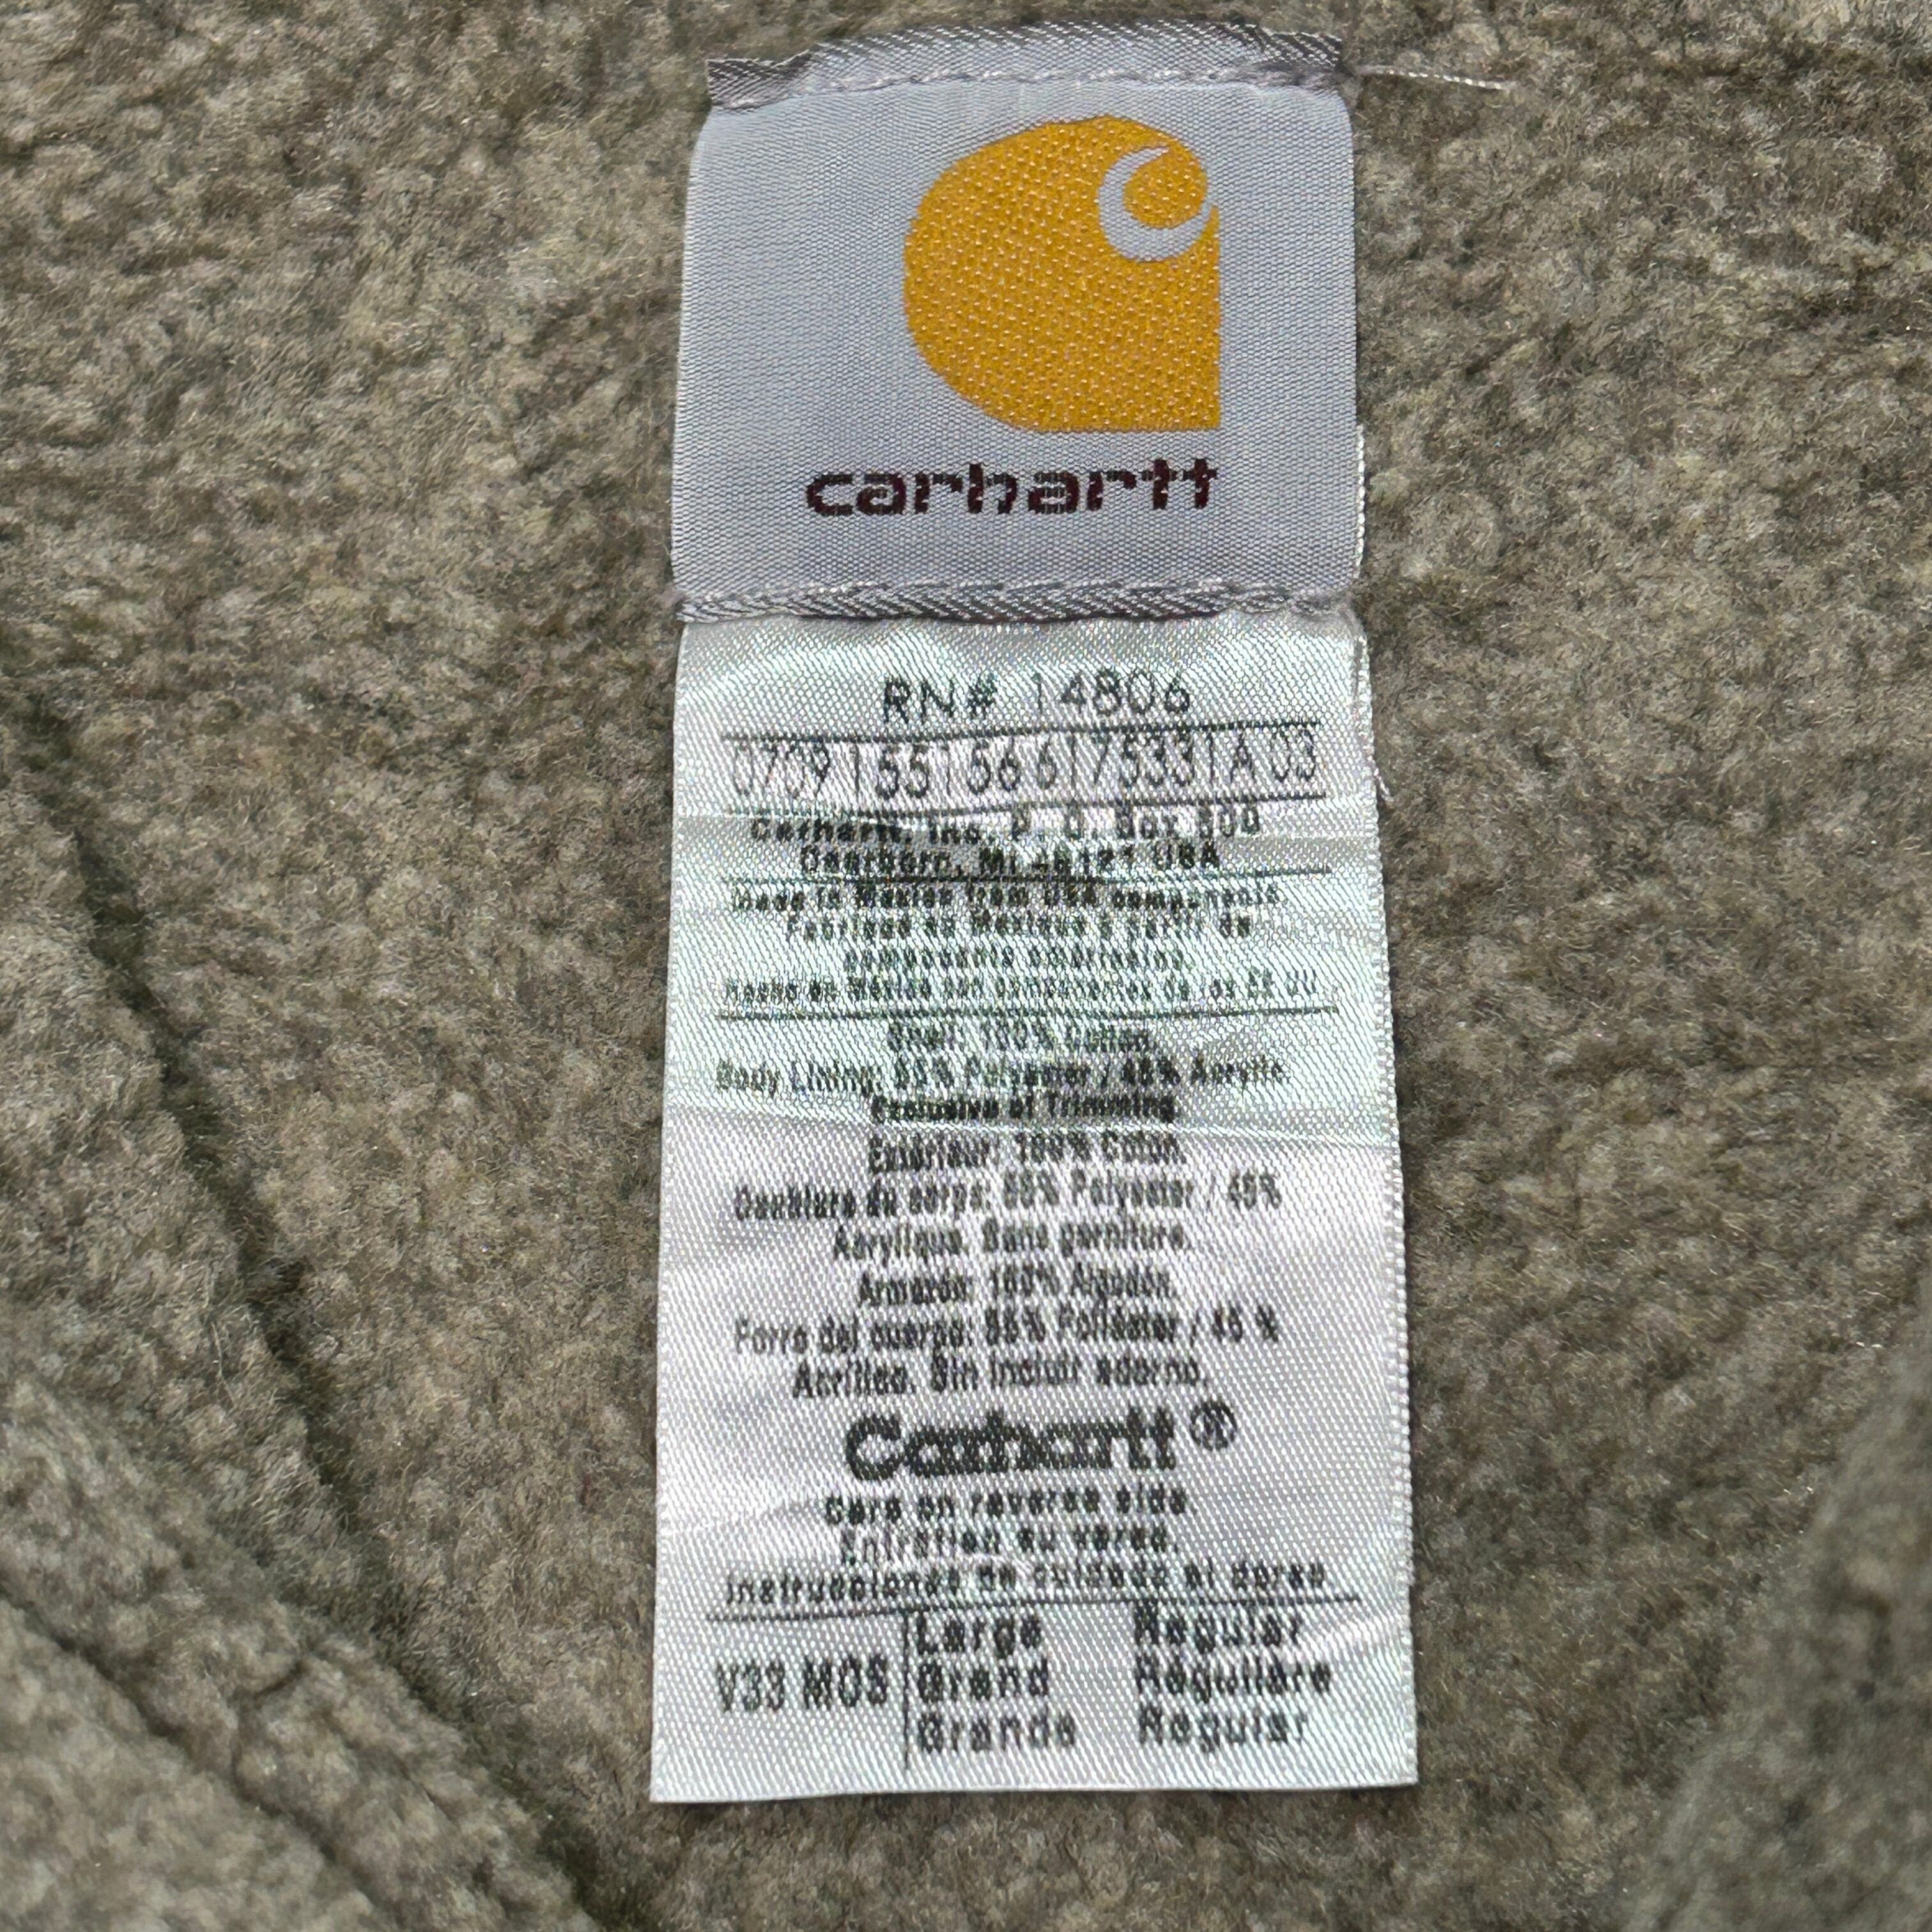 carhartt
RN# 14806
0709 155156 6175331A 03
Carhartt, Inc. P. O. Box 600
Dearborn, MI 48121 USA
Made in Mexico from USA components.
Fabriqué au Mexique à partir de
composants américains
Hecho en México con componentes de los EE UU.
Shell: 100% Cotton
Body Lining: 55% Polyester / 45% Acrylic.
Exclusive of Trimming.
Extérieur: 100% Coton.
Doublure du corps: 55% Polyester / 45%
Acrylique. Sans garniture.
Armazón: 100% Algodón.
Forro del cuerpo: 55% Poliéster / 45 %
Acrílico. Sin incluir adorno.
Carhartt®
Care on reverse side.
Entretien au verso.
Instrucciones de cuidado al dorso
V33 MOS
Large Regular
Grand Régulière
Grande Regular